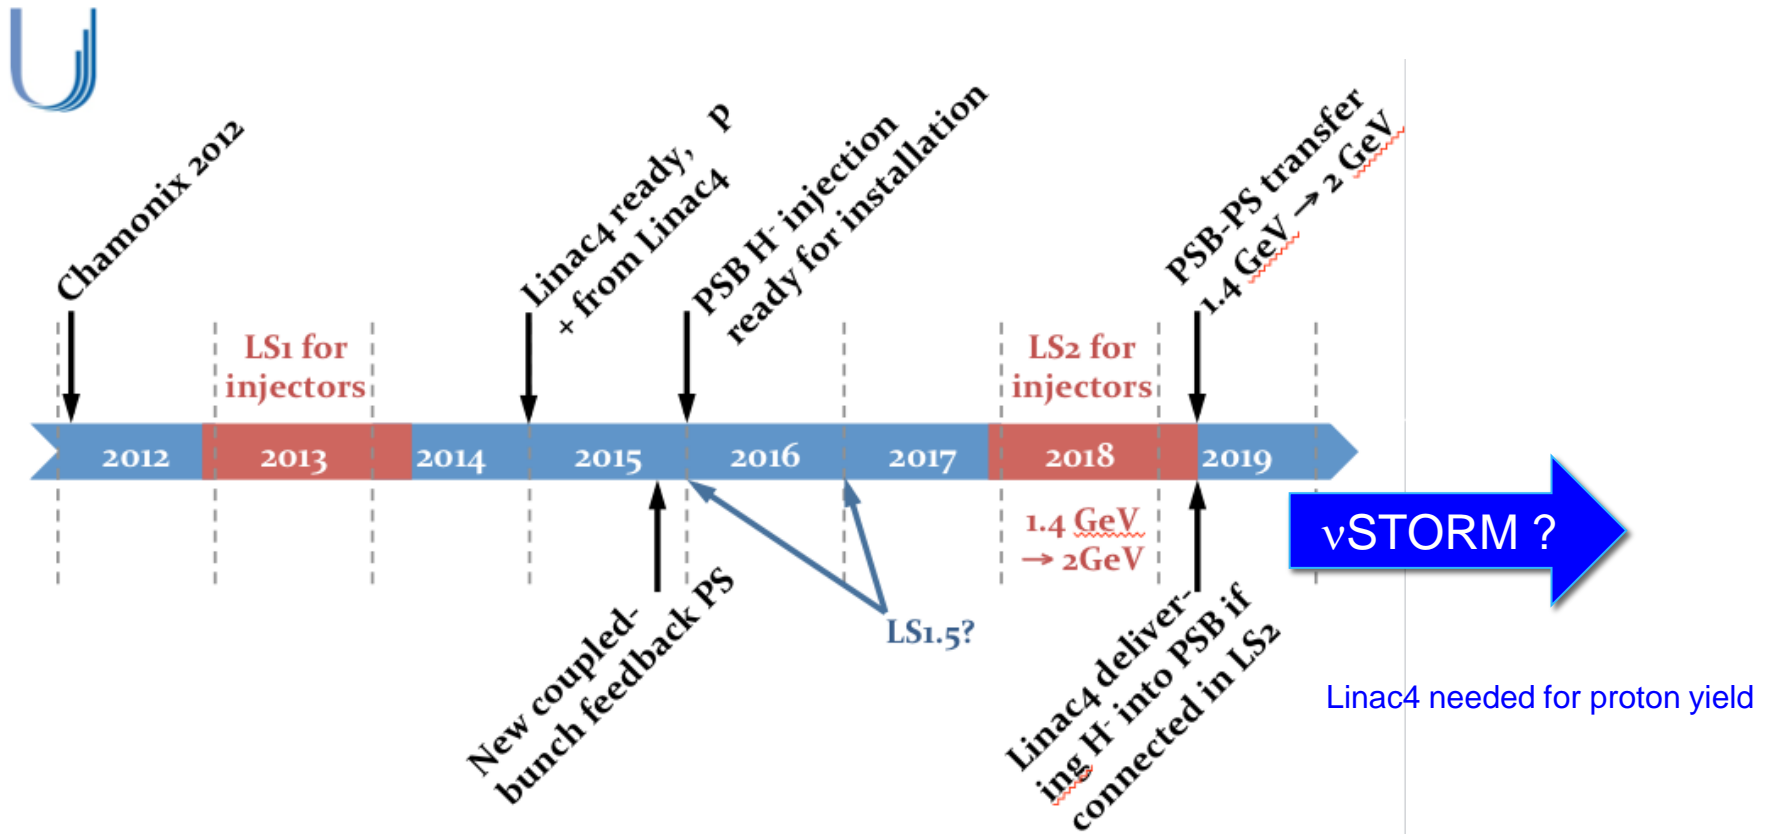 Chamonix 2012
Linac4 ready, p
+ from Linac4
PSB H- injection
ready for installation
PSB-PS transfer
1.4 GeV → 2 GeV
LS1 for
injectors
LS2 for
injectors
2012
2013
2014
2015
2016
2017
2018
2019
1.4 GeV
→ 2GeV
νSTORM ?
New coupled-
bunch feedback PS
LS1.5?
Linac4 deliver-
ing H- into PSB if
connected in LS2
Linac4 needed for proton yield